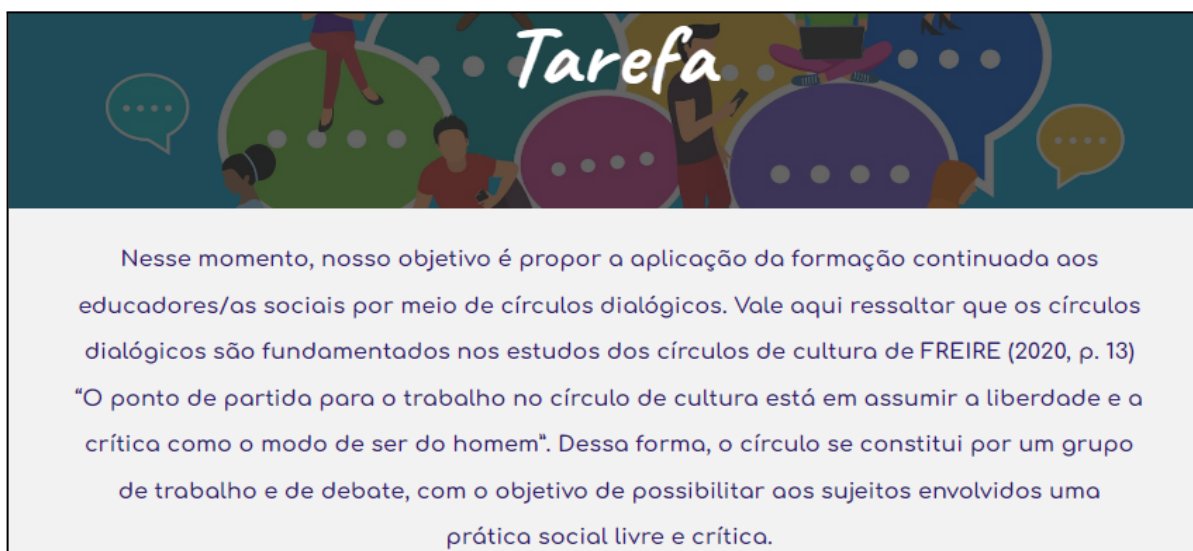 Tarefa
Nesse momento, nosso objetivo é propor a aplicação da formação continuada aos
educadores/as sociais por meio de círculos dialógicos. Vale aqui ressaltar que os círculos
dialógicos são fundamentados nos estudos dos círculos de cultura de FREIRE (2020, p. 13)
“O ponto de partida para o trabalho no círculo de cultura está em assumir a liberdade e a
crítica como o modo de ser do homem”. Dessa forma, o círculo se constitui por um grupo
de trabalho e de debate, com o objetivo de possibilitar aos sujeitos envolvidos uma
prática social livre e crítica.